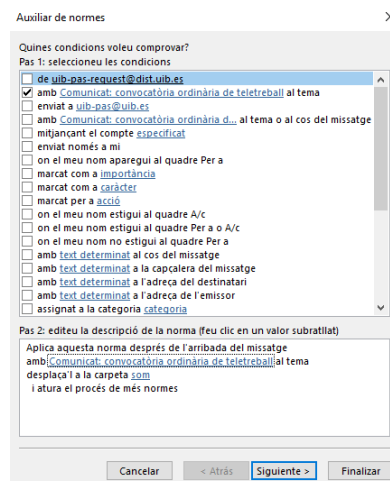 Auxiliar de normes
Quines condicions voleu comprovar?
Pas 1: seleccioneu les condicions
de uib-pas-request@dist.uib.es
amb Comunicat: convocatòria ordinària de teletreball al tema
enviat a uib-pas@uib.es
amb Comunicat: convocatòria ordinària d... al tema o al cos del missatge
mitjançant el compte especificat
enviat només a mi
on el meu nom aparegui al quadre Per a
marcat com a importància
marcat com a caràcter
marcat per a acció
on el meu nom estigui al quadre A/c
on el meu nom estigui al quadre Per a o A/c
on el meu nom no estigui al quadre Per a
amb text determinat al cos del missatge
amb text determinat a la capçalera del missatge
amb text determinat a l'adreça del destinatari
amb text determinat a l'adreça de l'emissor
assignat a la categoria categoria
Pas 2: editeu la descripció de la norma (feu clic en un valor subratllat)
Aplica aquesta norma després de l'arribada del missatge
amb Comunicat: convocatòria ordinària de teletreball al tema
desplaça'l a la carpeta som
i atura el procés de més normes
Cancelar < Atrás Siguiente > Finalizar